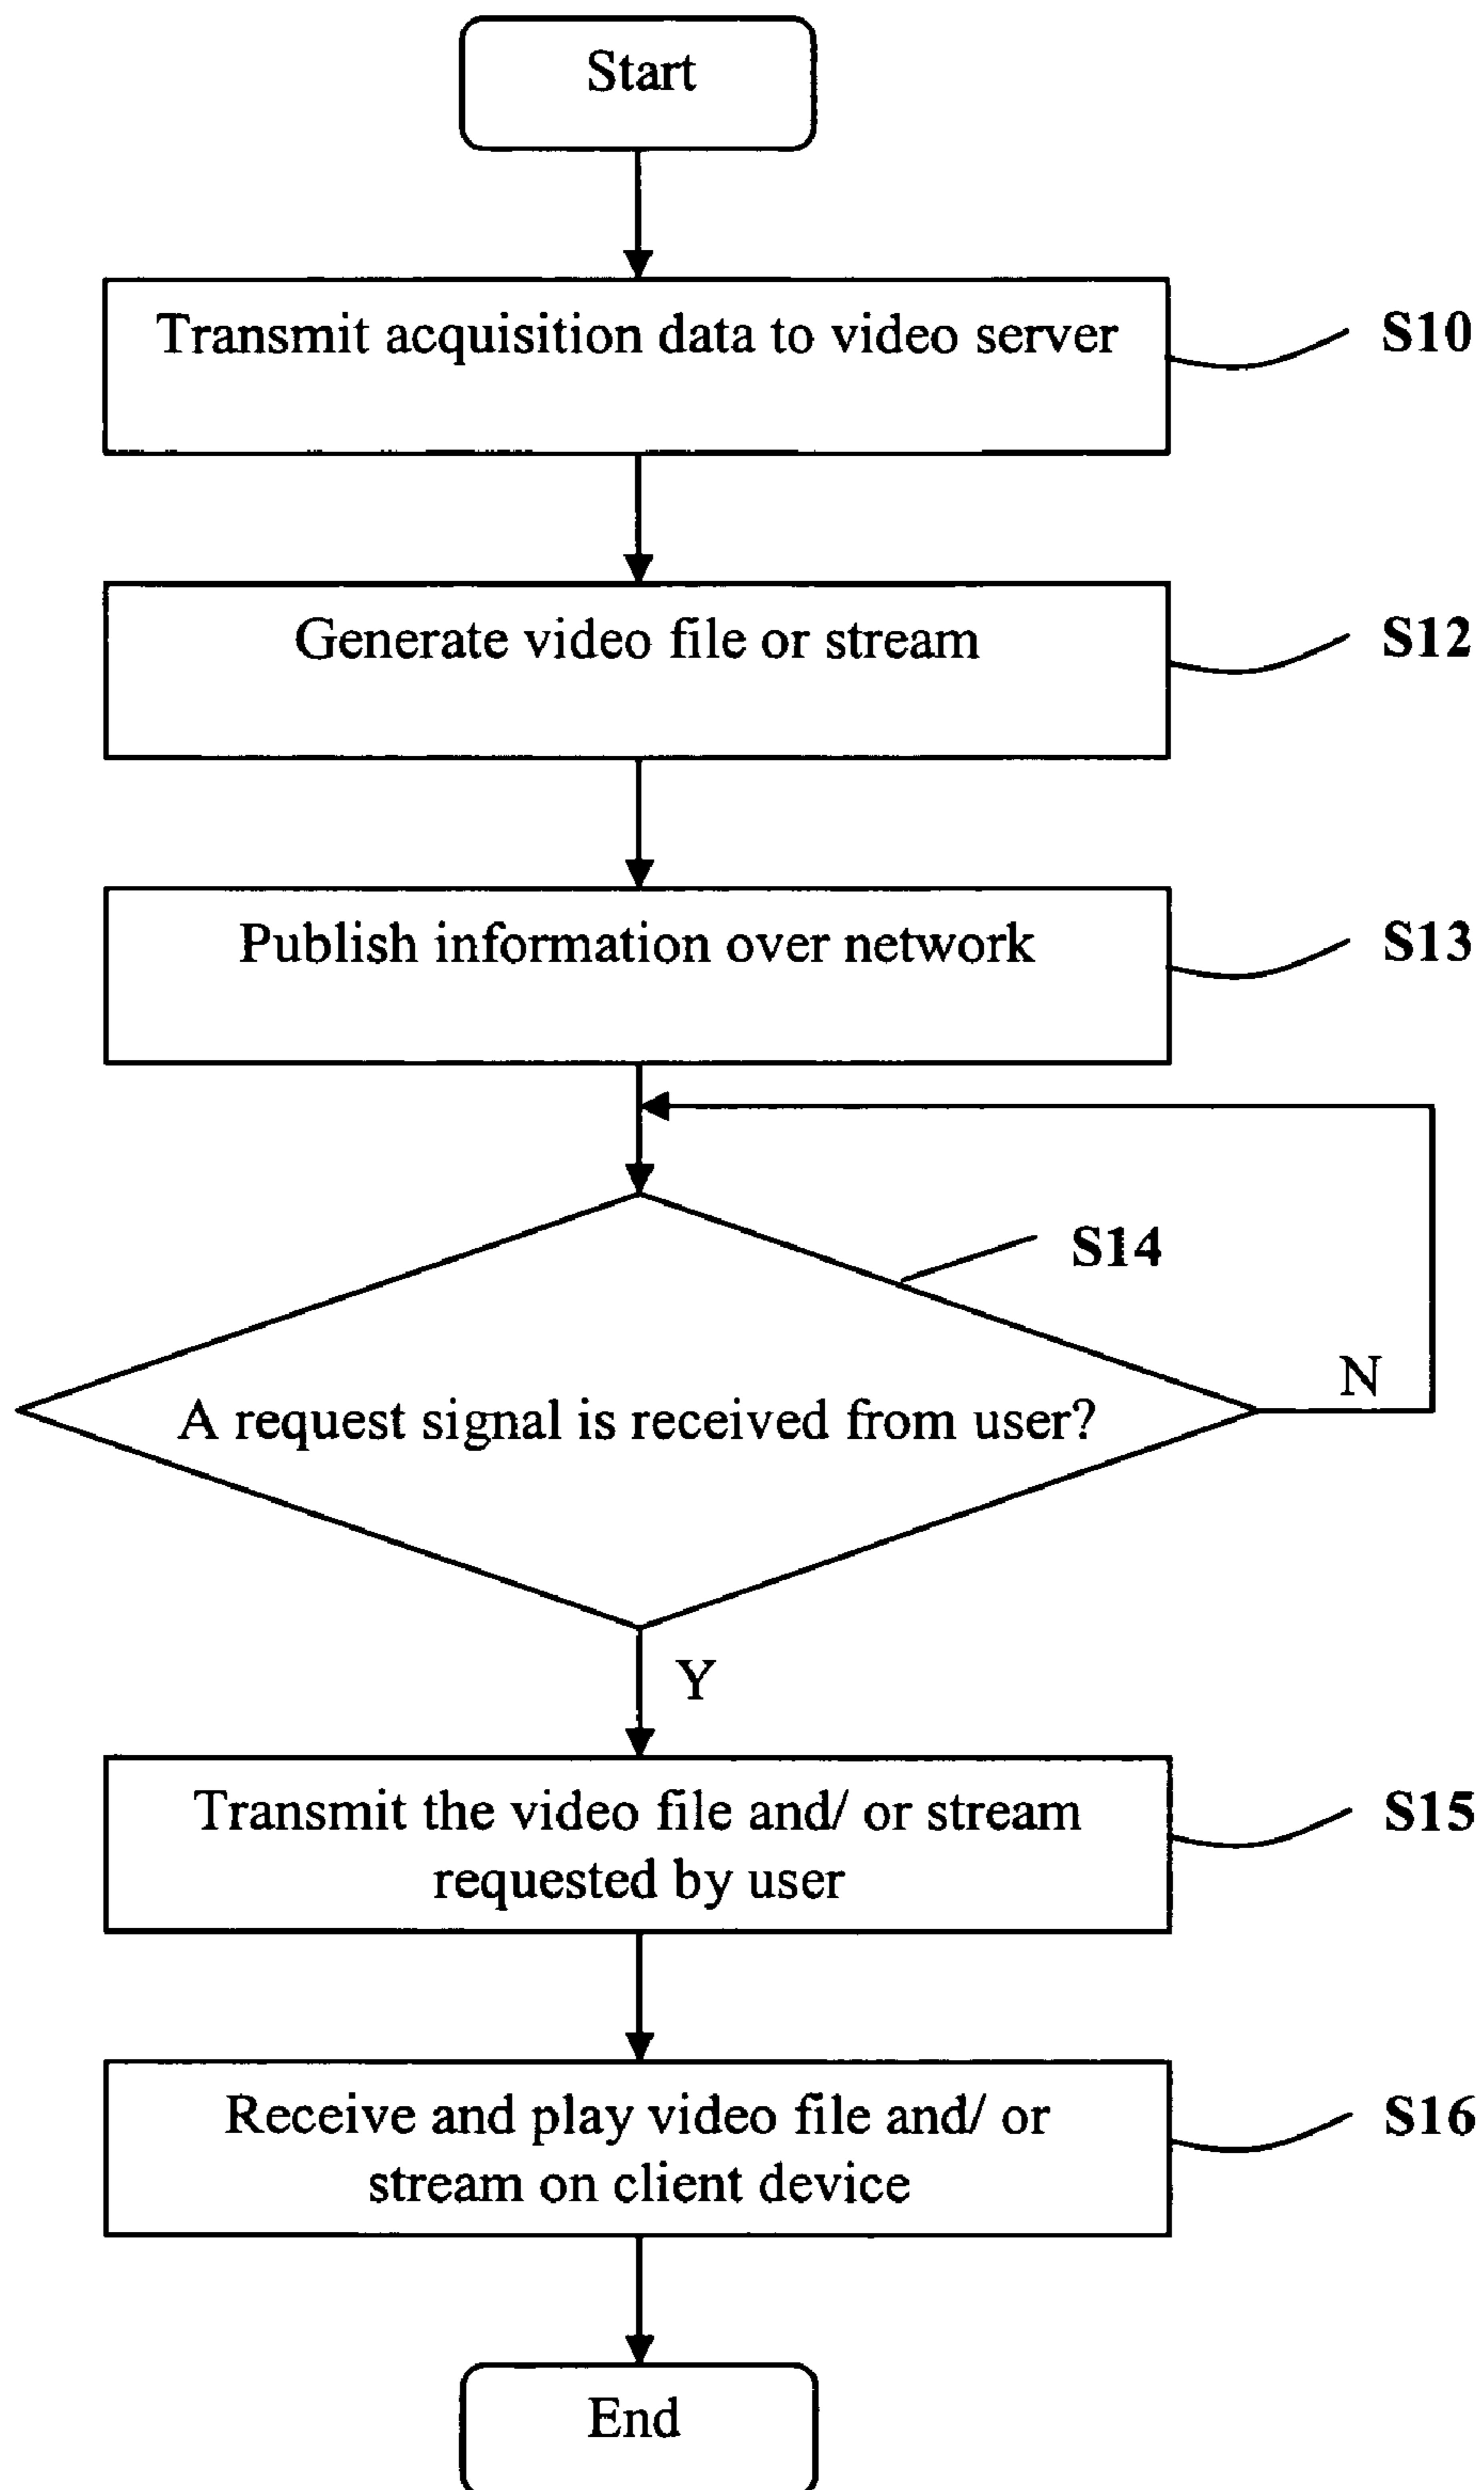 Start
Transmit acquisition data to video server
S10
Generate video file or stream
S12
Publish information over network
S13
S14
A request signal is received from user?
N
Y
Transmit the video file and/ or stream
requested by user
S15
Receive and play video file and/ or
stream on client device
S16
End